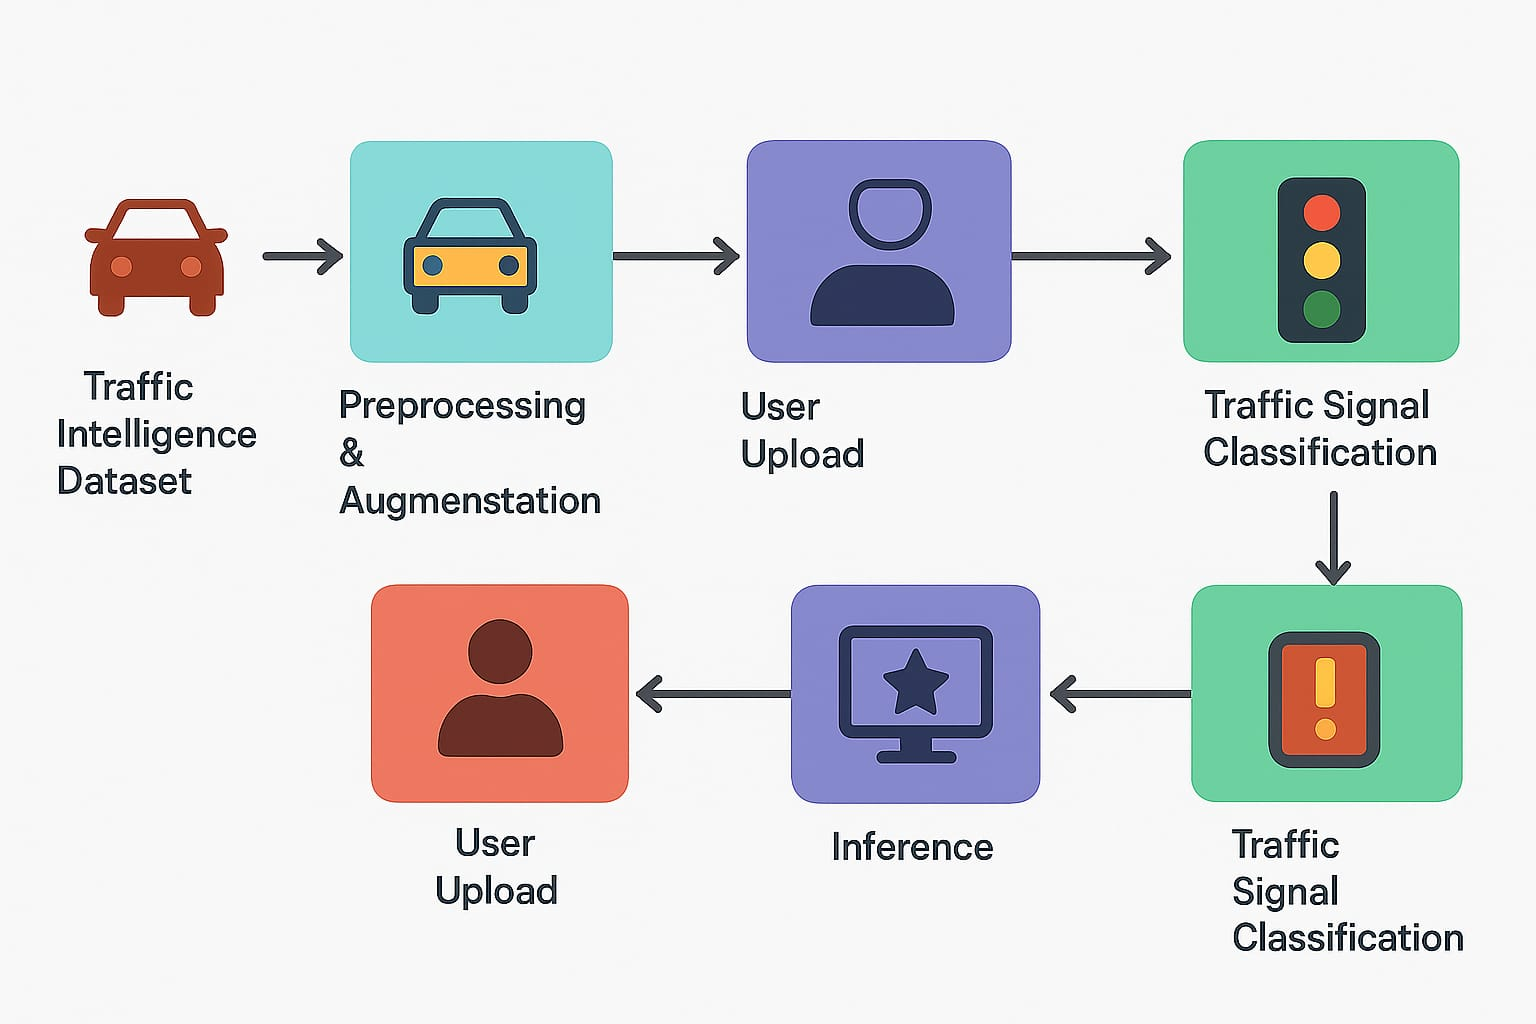 Traffic
Intelligence
Dataset
Preprocessing
&
Augmenstation
User
Upload
Traffic Signal
Classification
User
Upload
Inference
Traffic
Signal
Classification